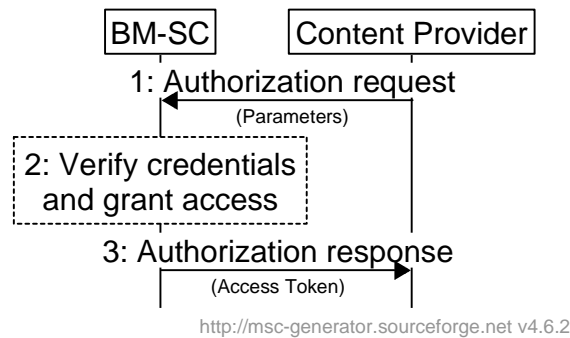 BM-SC
Content Provider
1: Authorization request
(Parameters)
2: Verify credentials
and grant access
3: Authorization response
(Access Token)
http://msc-generator.sourceforge.net v4.6.2